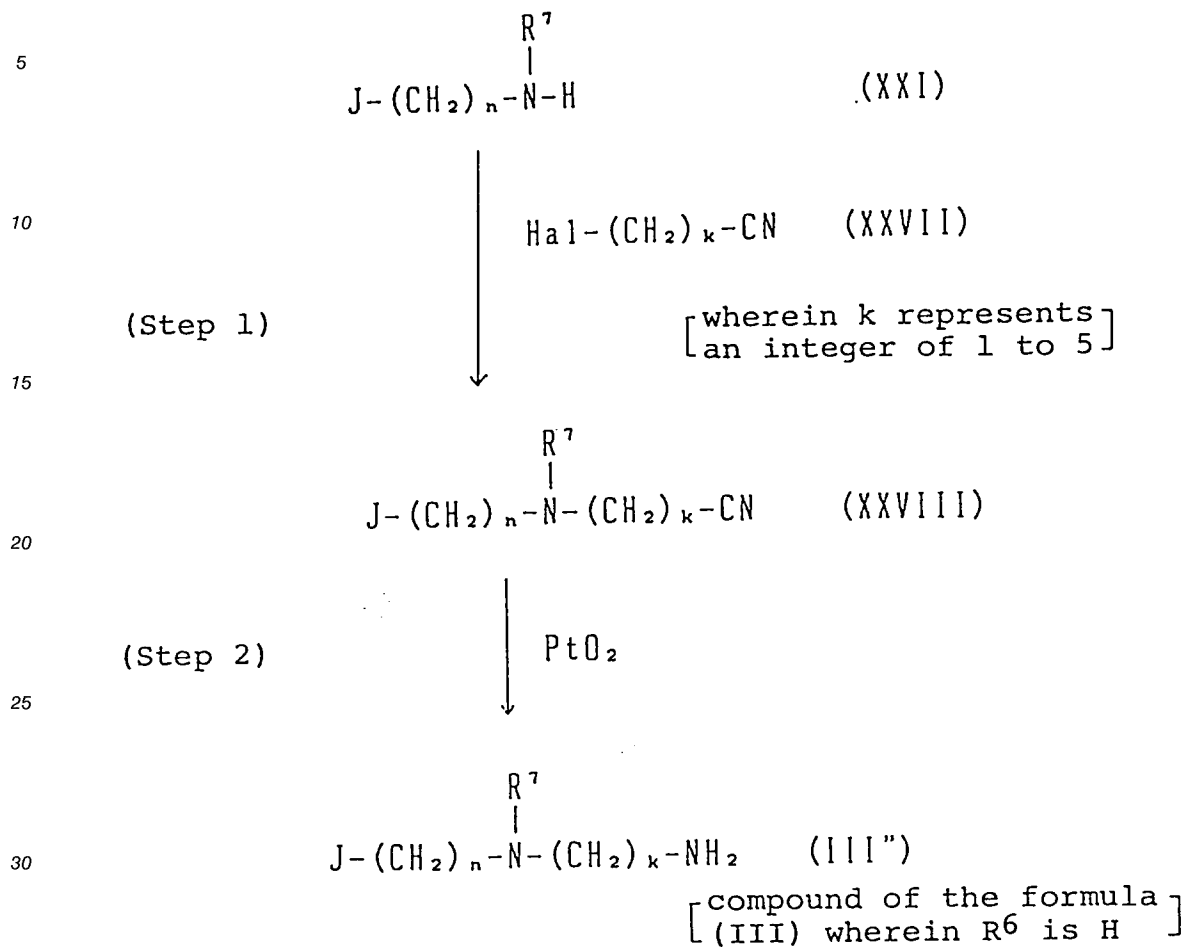 R⁷
5
|
J-(CH₂)ₙ-N-H (XXI)
10 Hal-(CH₂)ₖ-CN (XXVII)
(Step 1)
[wherein k represents
an integer of 1 to 5]
15
R⁷
|
J-(CH₂)ₙ-N-(CH₂)ₖ-CN (XXVIII)
20
(Step 2) PtO₂
25
R⁷
|
30 J-(CH₂)ₙ-N-(CH₂)ₖ-NH₂ (III")
[compound of the formula
(III) wherein R⁶ is H]